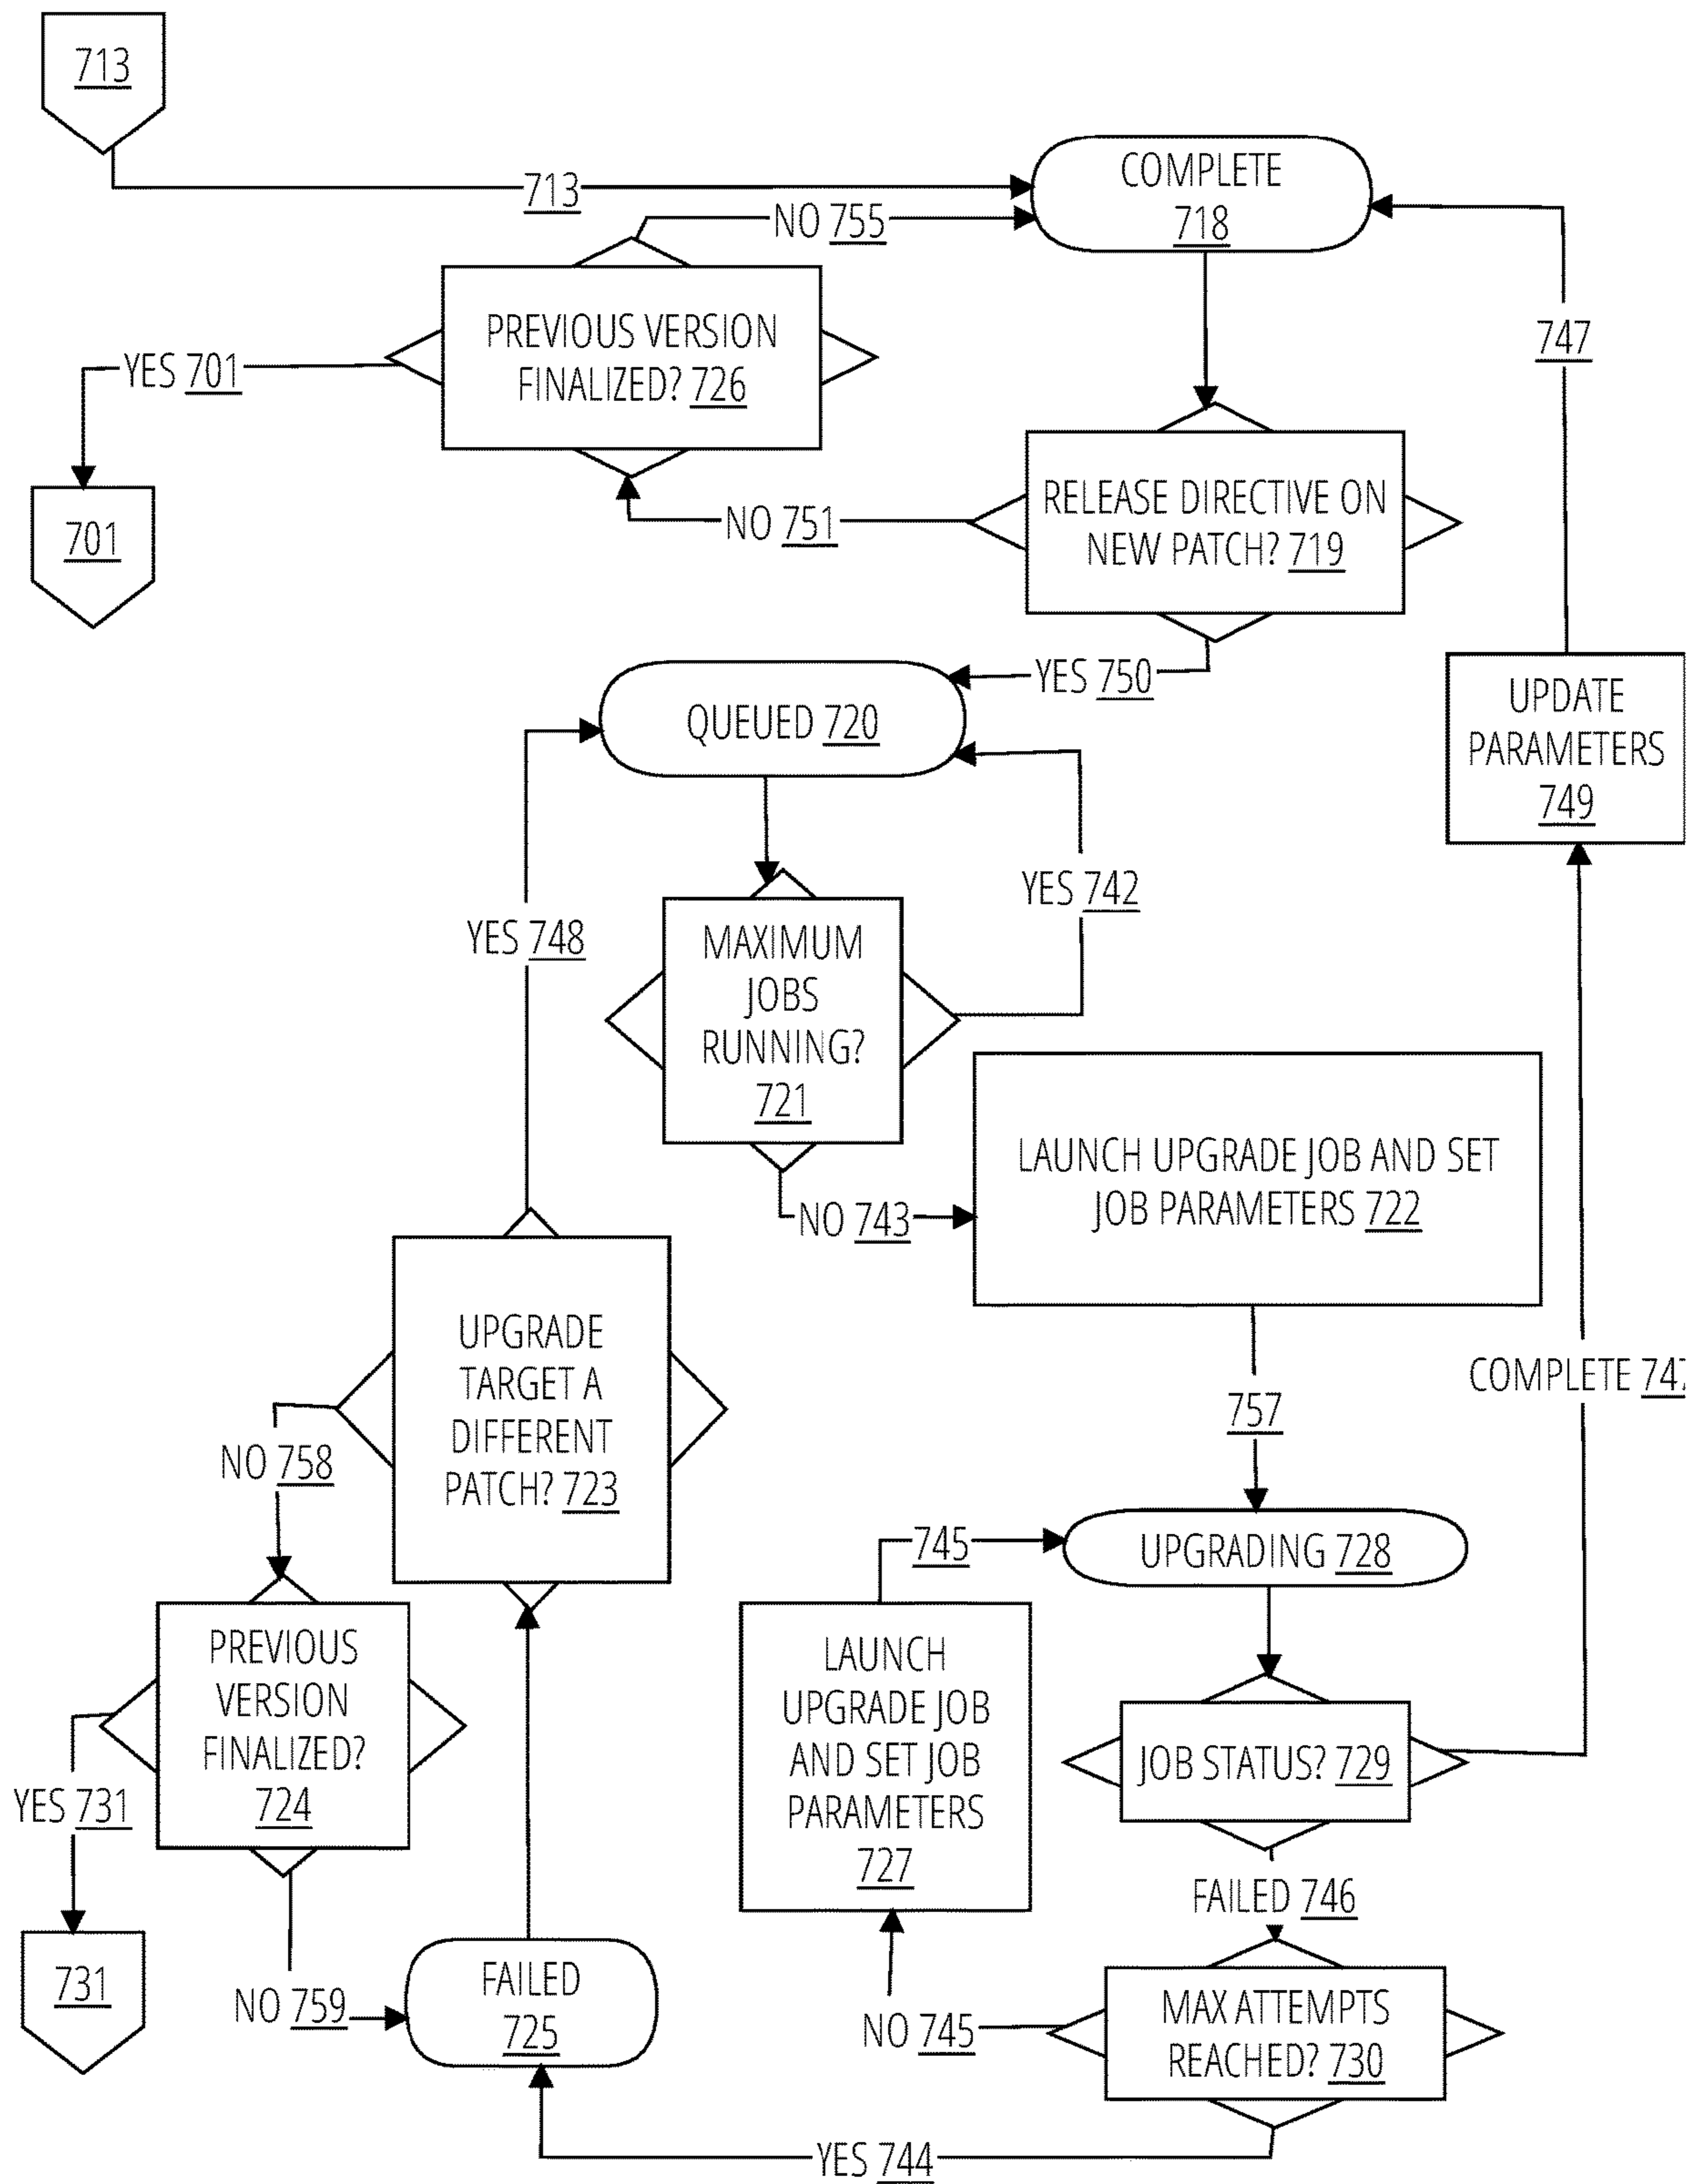 713
713
COMPLETE
718
NO 755
PREVIOUS VERSION
FINALIZED? 726
YES 701
701
747
RELEASE DIRECTIVE ON
NEW PATCH? 719
NO 751
YES 750
QUEUED 720
UPDATE
PARAMETERS
749
YES 742
YES 748
MAXIMUM
JOBS
RUNNING?
721
LAUNCH UPGRADE JOB AND SET
JOB PARAMETERS 722
NO 743
UPGRADE
TARGET A
DIFFERENT
PATCH? 723
COMPLETE 747
757
NO 758
745
UPGRADING 728
PREVIOUS
VERSION
FINALIZED?
724
LAUNCH
UPGRADE JOB
AND SET JOB
PARAMETERS
727
JOB STATUS? 729
YES 731
FAILED 746
731
FAILED
725
NO 759
NO 745
MAX ATTEMPTS
REACHED? 730
YES 744